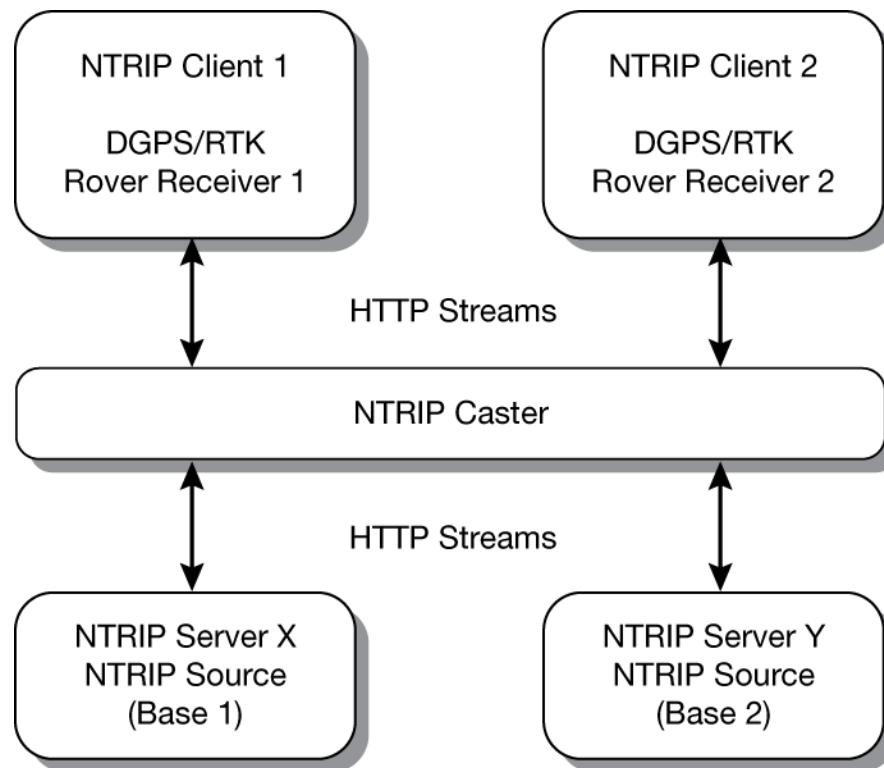 NTRIP Client 1
DGPS/RTK
Rover Receiver 1
NTRIP Client 2
DGPS/RTK
Rover Receiver 2
HTTP Streams
NTRIP Caster
HTTP Streams
NTRIP Server X
NTRIP Source
(Base 1)
NTRIP Server Y
NTRIP Source
(Base 2)